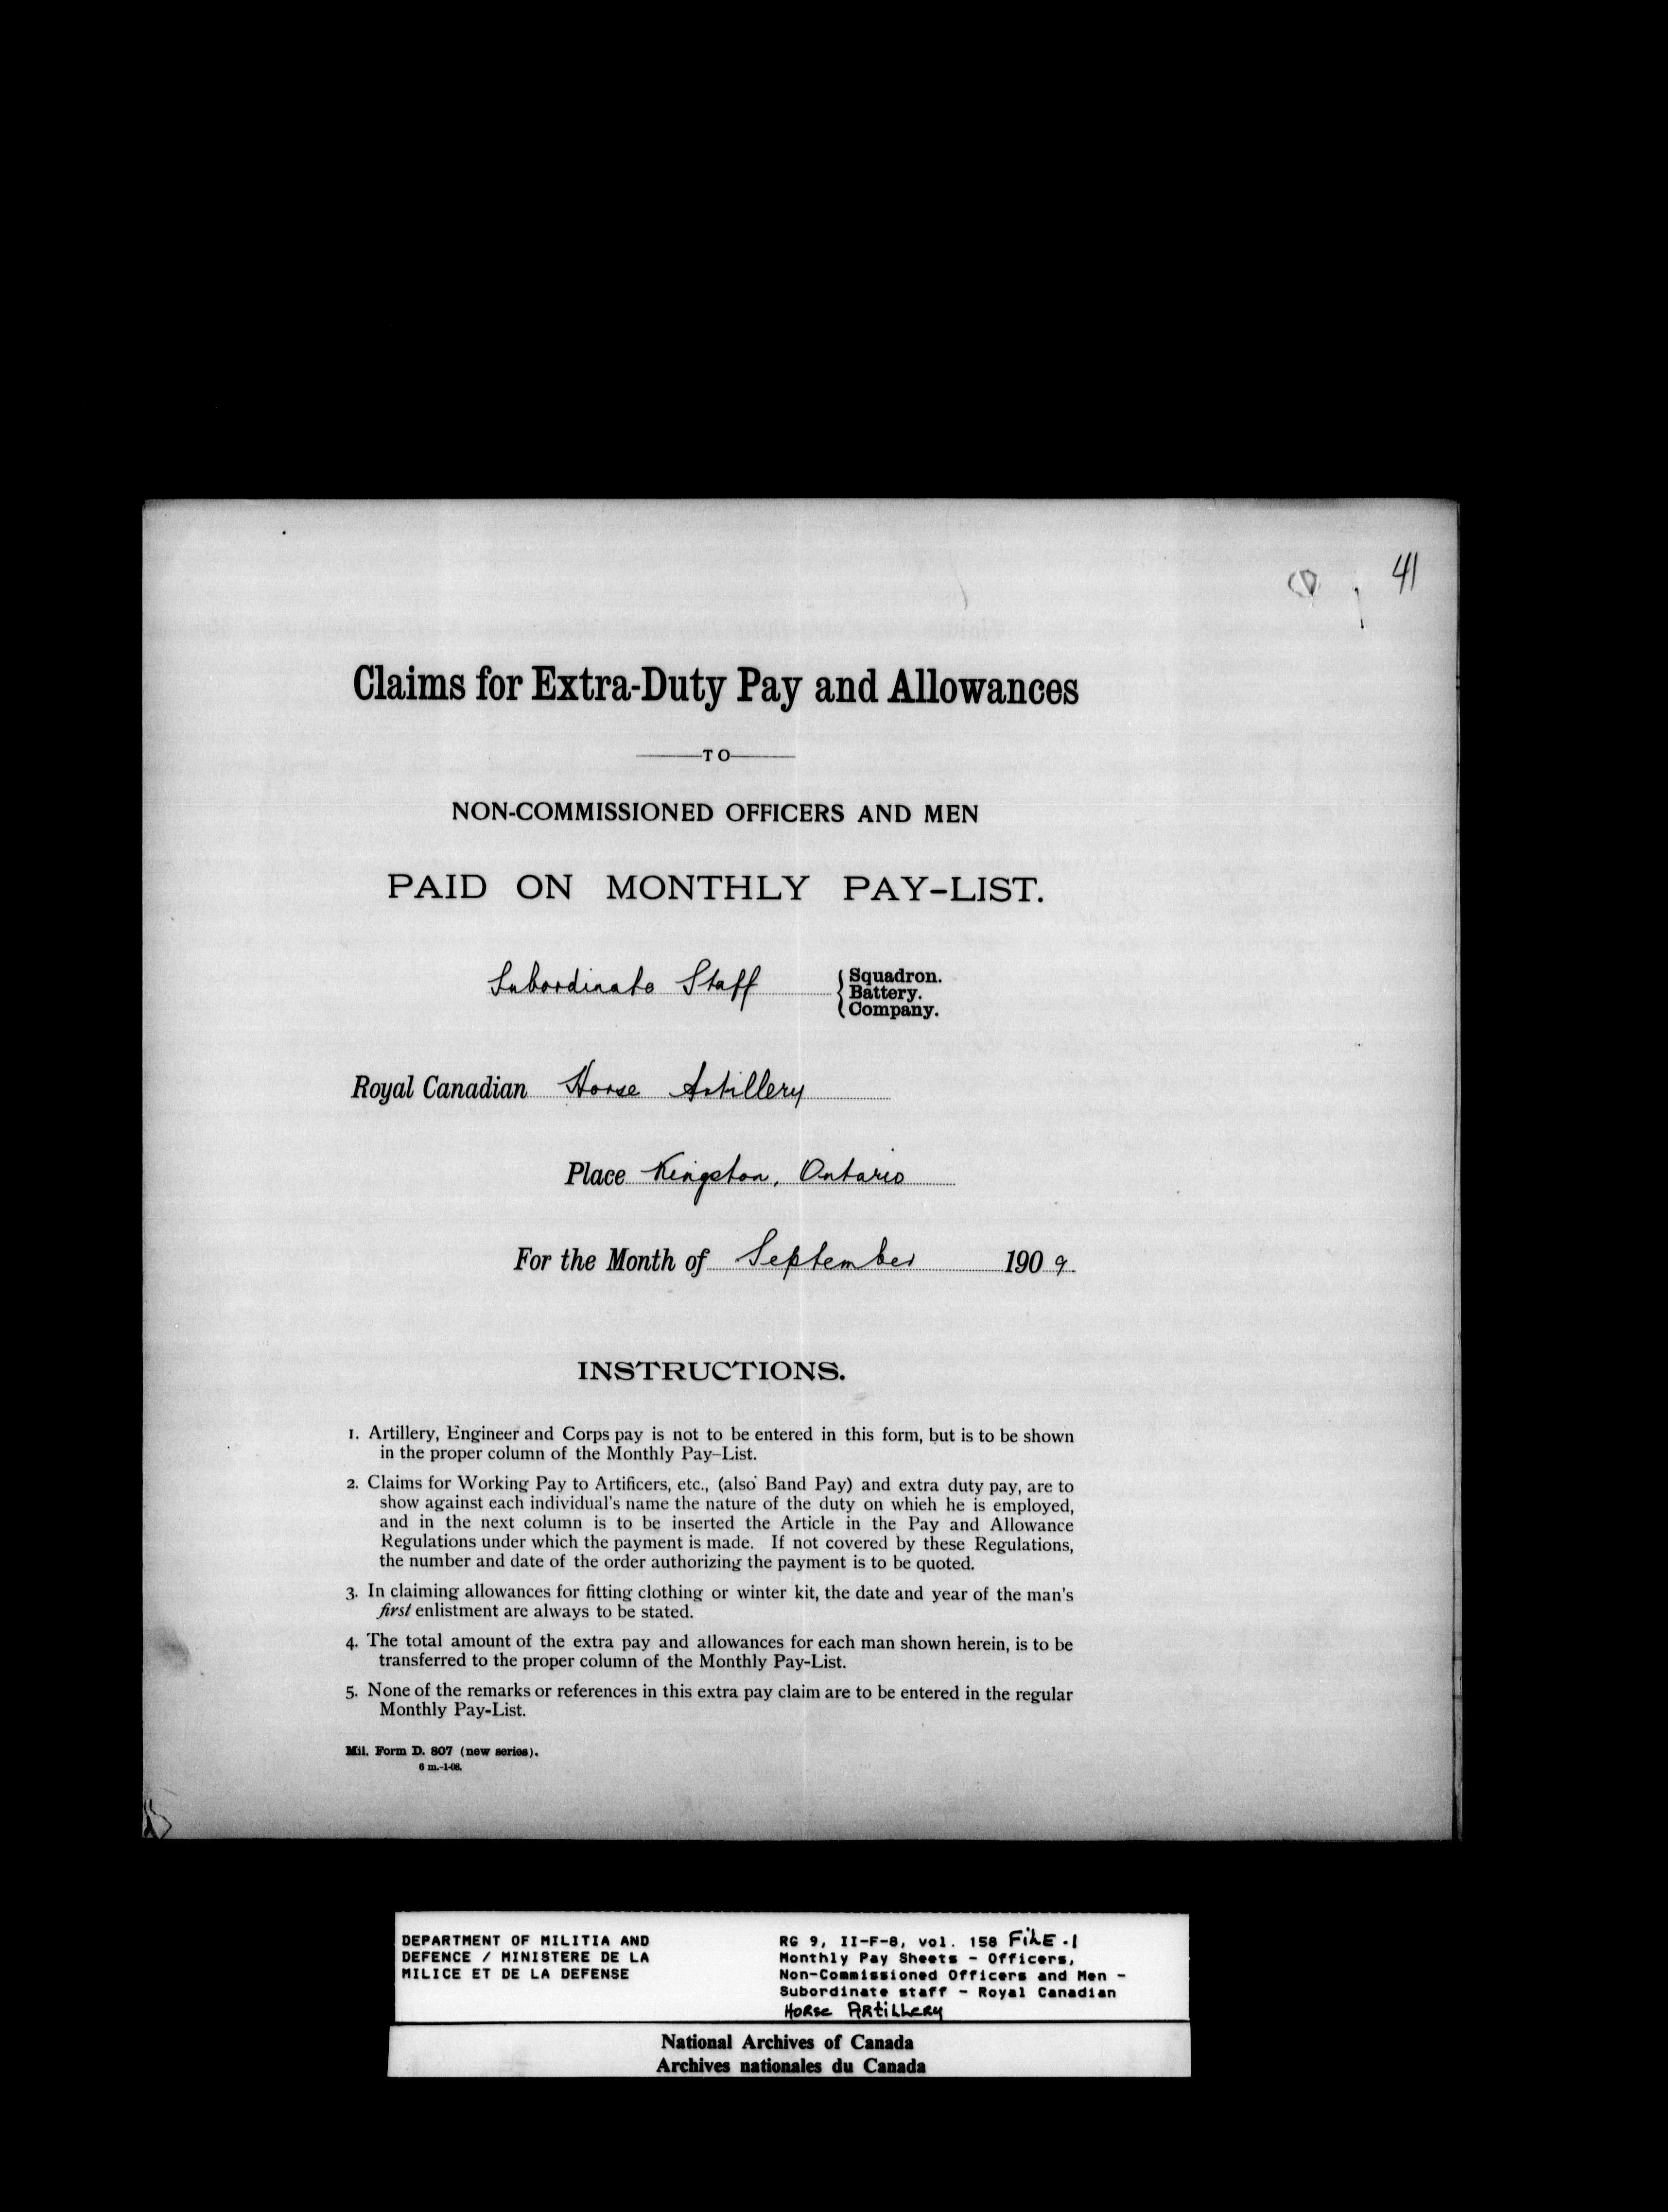 41
Claims for Extra-Duty Pay and Allowances
TO
NON-COMMISSIONED OFFICERS AND MEN
PAID ON MONTHLY PAY-LIST.
Subordinate Staff { Squadron.
Battery.
Company.
Royal Canadian Horse Artillery
Place Kingston, Ontario
For the Month of September 1909.
INSTRUCTIONS.
1. Artillery, Engineer and Corps pay is not to be entered in this form, but is to be shown
in the proper column of the Monthly Pay-List.
2. Claims for Working Pay to Artificers, etc., (also Band Pay) and extra duty pay, are to
show against each individual's name the nature of the duty on which he is employed,
and in the next column is to be inserted the Article in the Pay and Allowance
Regulations under which the payment is made. If not covered by these Regulations,
the number and date of the order authorizing the payment is to be quoted.
3. In claiming allowances for fitting clothing or winter kit, the date and year of the man's
first enlistment are always to be stated.
4. The total amount of the extra pay and allowances for each man shown herein, is to be
transferred to the proper column of the Monthly Pay-List.
5. None of the remarks or references in this extra pay claim are to be entered in the regular
Monthly Pay-List.
Mil. Form D. 807 (new series).
6 m.-1-08.
DEPARTMENT OF MILITIA AND
DEFENCE / MINISTERE DE LA
MILICE ET DE LA DEFENSE
RG 9, II-F-8, vol. 158 FiLE.1
Monthly Pay Sheets - Officers,
Non-Commissioned Officers and Men -
Subordinate staff - Royal Canadian
HORse ARtiLLeRy
National Archives of Canada
Archives nationales du Canada